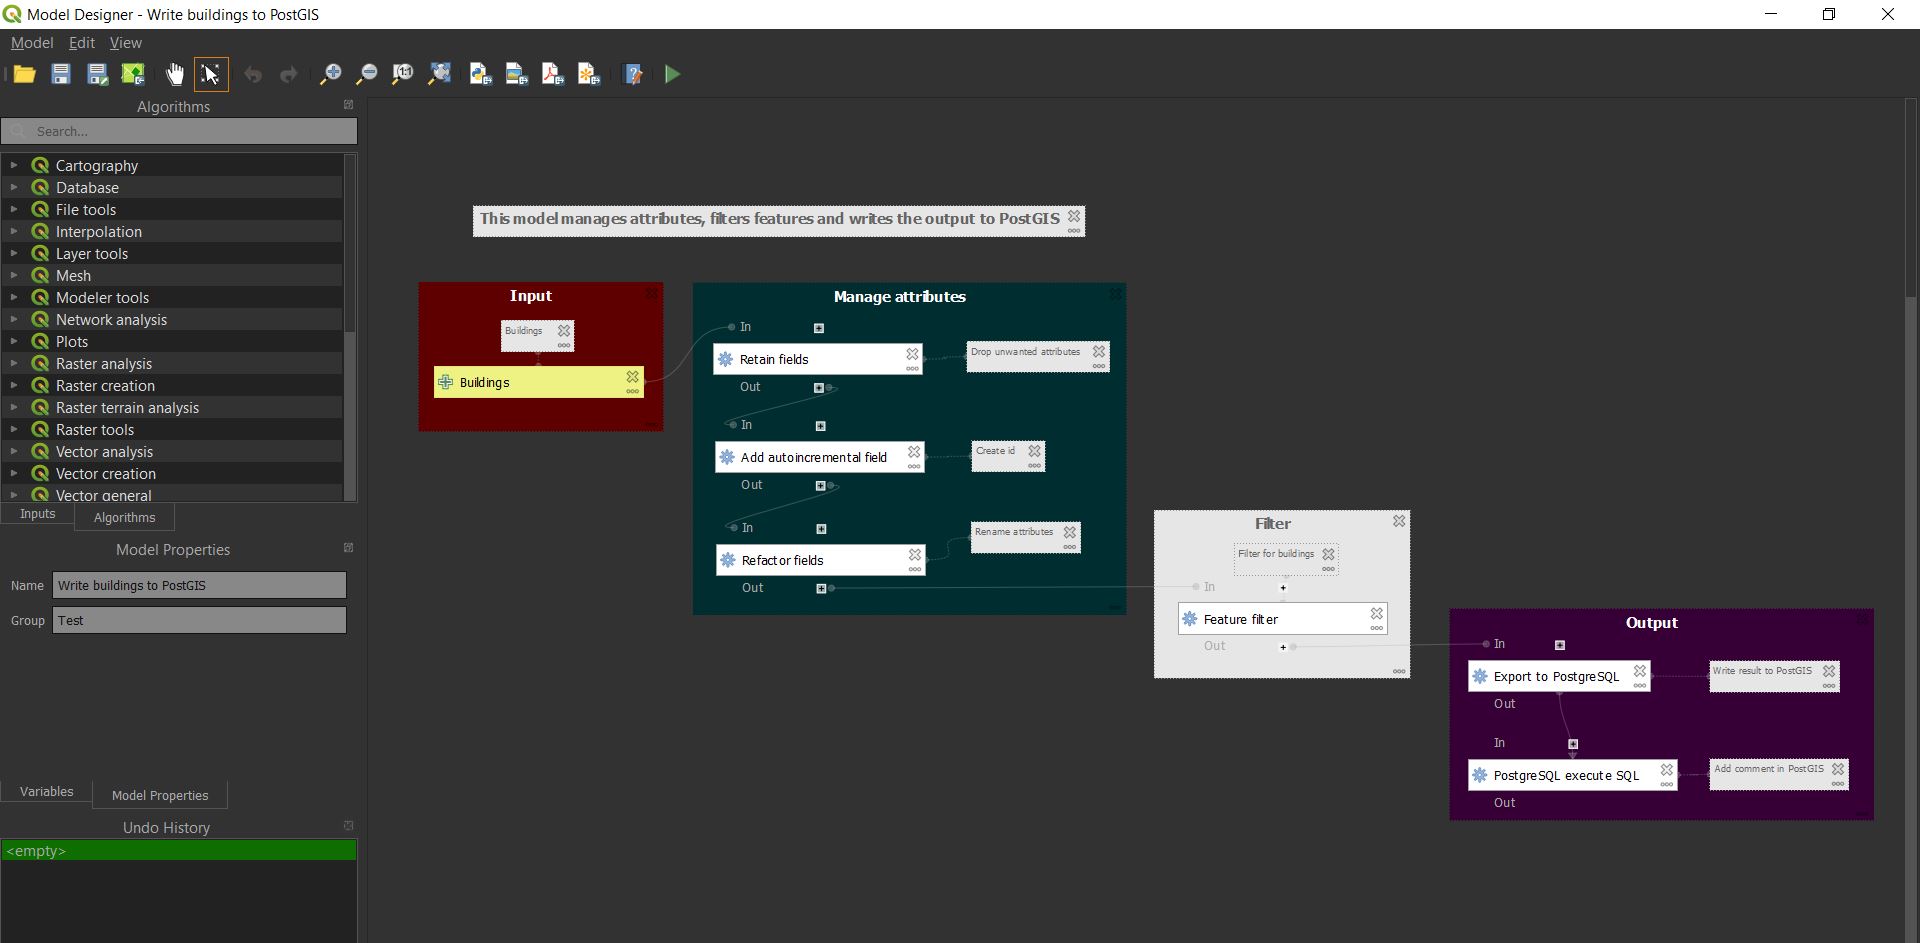 Model Designer - Write buildings to PostGIS
Model Edit View
1:1
Algorithms
Search...
Cartography
Database
File tools
Interpolation
Layer tools
Mesh
Modeler tools
Network analysis
Plots
Raster analysis
Raster creation
Raster terrain analysis
Raster tools
Vector analysis
Vector creation
Vector general
Inputs Algorithms
Model Properties
Name Write buildings to PostGIS
Group Test
Variables Model Properties
Undo History
<empty>
This model manages attributes, filters features and writes the output to PostGIS
Input
Buildings
Buildings
Manage attributes
In
Retain fields
Drop unwanted attributes
Out
In
Add autoincremental field
Create id
Out
In
Rename attributes
Refactor fields
Out
Filter
Filter for buildings
In
Feature filter
Out
Output
In
Export to PostgreSQL
Write result to PostGIS
Out
In
PostgreSQL execute SQL
Add comment in PostGIS
Out